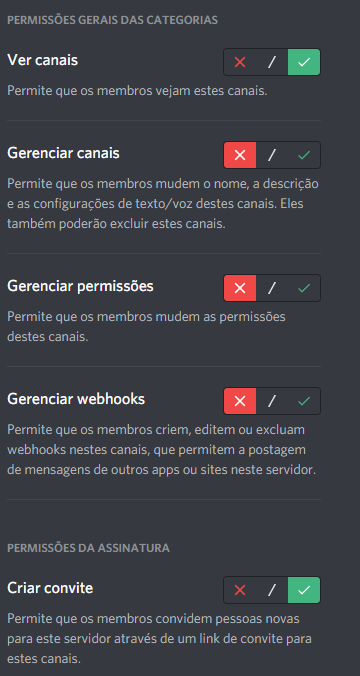 PERMISSÕES GERAIS DAS CATEGORIAS
Ver canais
Permite que os membros vejam estes canais.
Gerenciar canais
Permite que os membros mudem o nome, a descrição
e as configurações de texto/voz destes canais. Eles
também poderão excluir estes canais.
Gerenciar permissões
Permite que os membros mudem as permissões
destes canais.
Gerenciar webhooks
Permite que os membros criem, editem ou excluam
webhooks nestes canais, que permitem a postagem
de mensagens de outros apps ou sites neste servidor.
PERMISSÕES DA ASSINATURA
Criar convite
Permite que os membros convidem pessoas novas
para este servidor através de um link de convite para
estes canais.